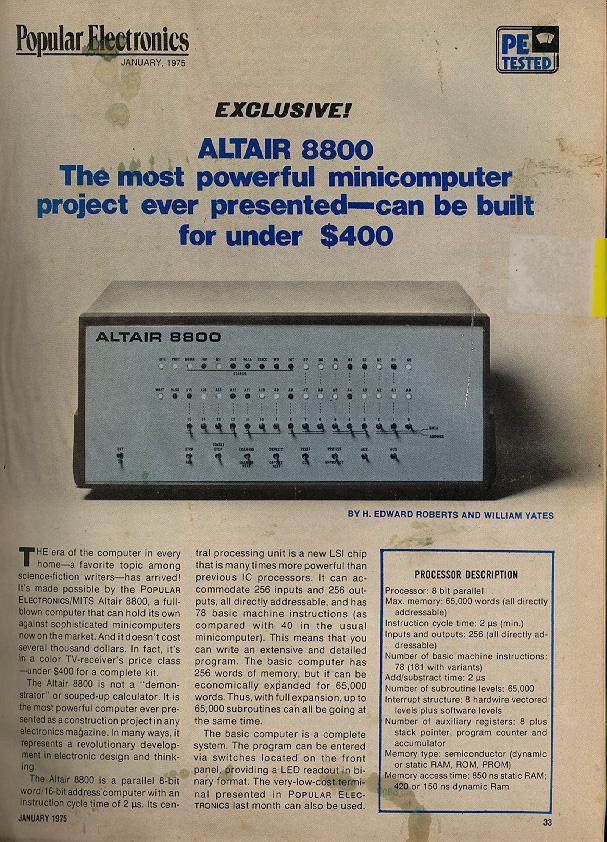 Popular Electronics
JANUARY, 1975
PE
TESTED
EXCLUSIVE!
ALTAIR 8800
The most powerful minicomputer
project ever presented—can be built
for under $400
ALTAIR 8800
BY H. EDWARD ROBERTS AND WILLIAM YATES
THE era of the computer in every
home—a favorite topic among
science-fiction writers—has arrived!
It's made possible by the POPULAR
ELECTRONICS/MITS Altair 8800, a full-
blown computer that can hold its own
against sophisticated minicomputers
now on the market. And it doesn't cost
several thousand dollars. In fact, it's
in a color TV-receiver's price class
—under $400 for a complete kit.
The Altair 8800 is not a "demon-
strator" or souped-up calculator. It is
the most powerful computer ever pre-
sented as a construction project in any
electronics magazine. In many ways, it
represents a revolutionary develop-
ment in electronic design and think-
ing.
The Altair 8800 is a parallel 8-bit
word/16-bit address computer with an
instruction cycle time of 2 μs. Its cen-
tral processing unit is a new LSI chip
that is many times more powerful than
previous IC processors. It can ac-
commodate 256 inputs and 256 out-
puts, all directly addressable, and has
78 basic machine instructions (as
compared with 40 in the usual
minicomputer). This means that you
can write an extensive and detailed
program. The basic computer has
256 words of memory, but it can be
economically expanded for 65,000
words. Thus, with full expansion, up to
65,000 subroutines can all be going at
the same time.
The basic computer is a complete
system. The program can be entered
via switches located on the front
panel, providing a LED readout in bi-
nary format. The very-low-cost termi-
nal presented in POPULAR ELEC-
TRONICS last month can also be used.
PROCESSOR DESCRIPTION
Processor: 8 bit parallel
Max. memory: 65,000 words (all directly
addressable)
Instruction cycle time: 2 μs (min.)
Inputs and outputs: 256 (all directly ad-
dressable)
Number of basic machine instructions:
78 (181 with variants)
Add/substract time: 2 μs
Number of subroutine levels: 65,000
Interrupt structure: 8 hardware vectored
levels plus software levels
Number of auxiliary registers: 8 plus
stack pointer, program counter and
accumulator
Memory type: semiconductor (dynamic
or static RAM, ROM, PROM)
Memory access time: 850 ns static RAM;
420 or 150 ns dynamic Ram
JANUARY 1975
33